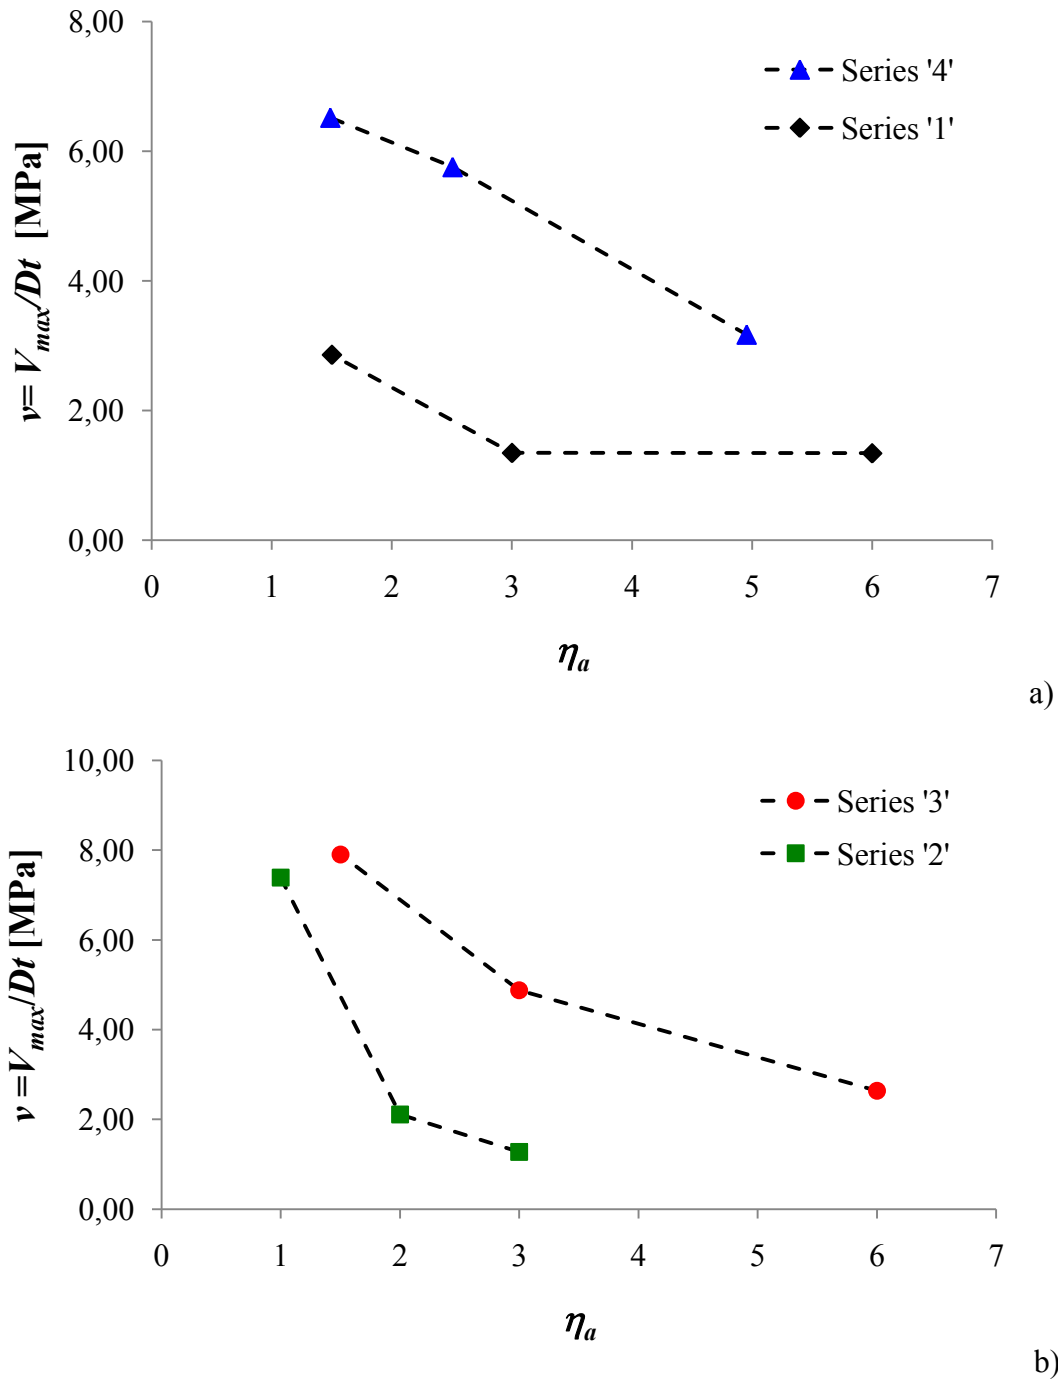 8,00
6,00
4,00
2,00
0,00
v= Vmax/Dt [MPa]
Series '4'
Series '1'
0 1 2 3 4 5 6 7
ηa
a)
10,00
8,00
6,00
4,00
2,00
0,00
v =Vmax/Dt [MPa]
Series '3'
Series '2'
0 1 2 3 4 5 6 7
ηa
b)